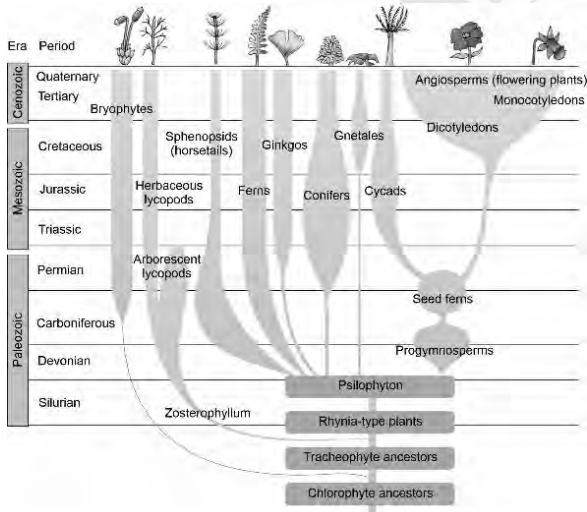 Era Period
Cenozoic
Quaternary
Tertiary
Mesozoic
Cretaceous
Jurassic
Triassic
Paleozoic
Permian
Carboniferous
Devonian
Silurian
Bryophytes
Angiosperms (flowering plants)
Monocotyledons
Dicotyledons
Sphenopsids
(horsetails)
Ginkgos
Gnetales
Herbaceous
lycopods
Ferns
Conifers
Cycads
Arborescent
lycopods
Seed ferns
Progymnosperms
Psilophyton
Zosterophyllum
Rhynia-type plants
Tracheophyte ancestors
Chlorophyte ancestors